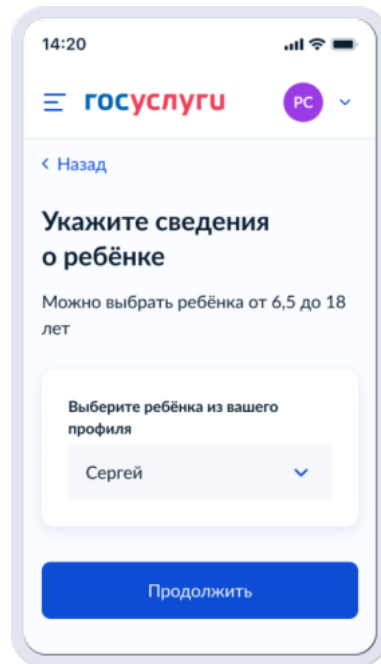 14:20
госуслуги
РС
Назад
Укажите сведения
о ребёнке
Можно выбрать ребёнка от 6,5 до 18
лет
Выберите ребёнка из вашего
профиля
Сергей
Продолжить